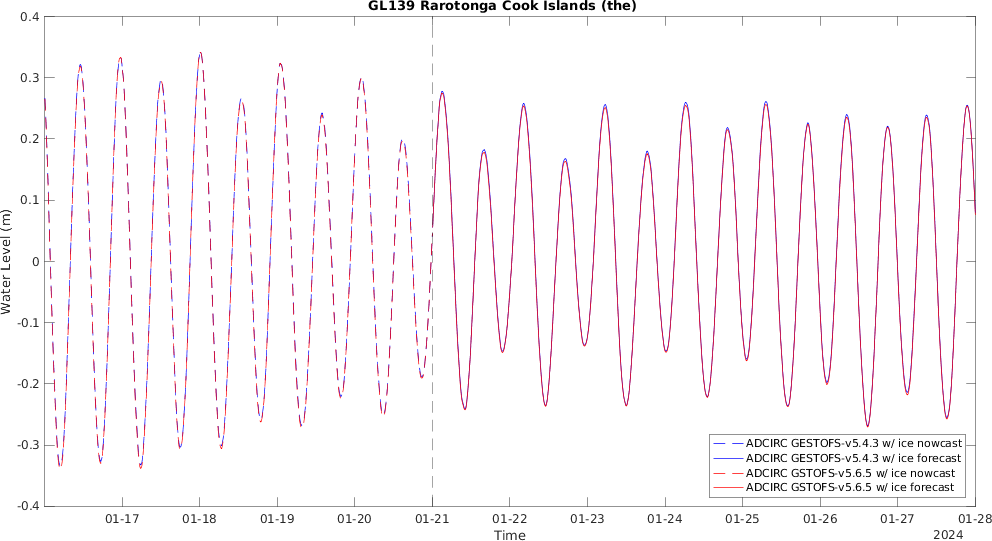 GL139 Rarotonga Cook Islands (the)
0.4
0.3
0.2
0.1
0
-0.1
-0.2
-0.3
-0.4
Water Level (m)
ADCIRC GESTOFS-v5.4.3 w/ ice nowcast
ADCIRC GESTOFS-v5.4.3 w/ ice forecast
ADCIRC GSTOFS-v5.6.5 w/ ice nowcast
ADCIRC GSTOFS-v5.6.5 w/ ice forecast
01-17 01-18 01-19 01-20 01-21 01-22 01-23 01-24 01-25 01-26 01-27 01-28
Time
2024